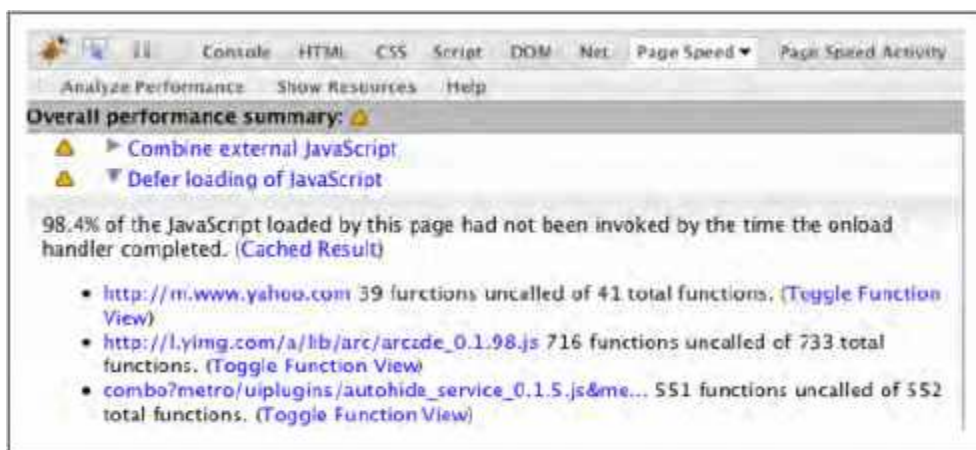 Console HTML CSS Script DOM Net Page Speed ▾ Page Speed Activity
Analyze Performance Show Resources Help
Overall performance summary:
Combine external JavaScript
Defer loading of JavaScript
98.4% of the JavaScript loaded by this page had not been invoked by the time the onload
handler completed. (Cached Result)
• http://m.www.yahoo.com 39 functions uncalled of 41 total functions. (Toggle Function
View)
• http://l.yimg.com/a/lib/arc/arcade_0.1.98.js 716 functions uncalled of 733 total
functions. (Toggle Function View)
• combo?metro/uiplugins/autohide_service_0.1.5.js&me... 551 functions uncalled of 552
total functions. (Toggle Function View)